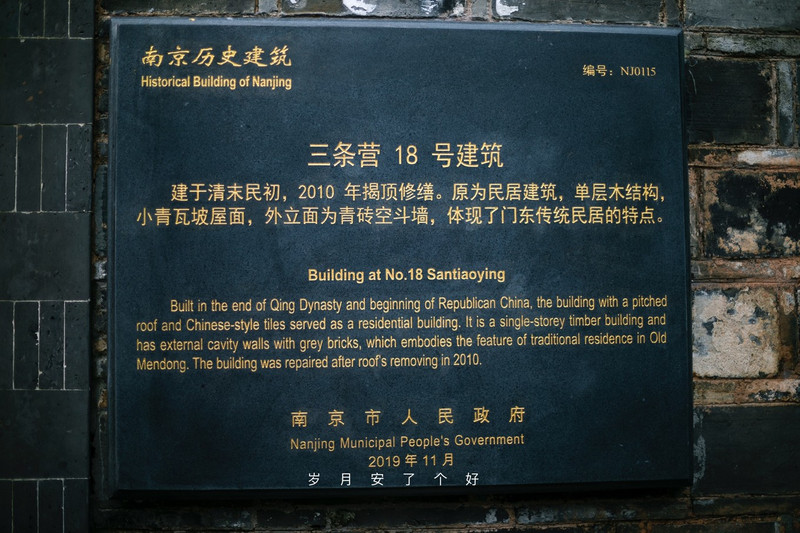 南京历史建筑
Historical Building of Nanjing
编号：NJ0115
三条营 18 号建筑
建于清末民初，2010 年揭顶修缮。原为民居建筑，单层木结构，
小青瓦坡屋面，外立面为青砖空斗墙，体现了门东传统民居的特点。
Building at No.18 Santiaoying
Built in the end of Qing Dynasty and beginning of Republican China, the building with a pitched
roof and Chinese-style tiles served as a residential building. It is a single-storey timber building and
has external cavity walls with grey bricks, which embodies the feature of traditional residence in Old
Mendong. The building was repaired after roof's removing in 2010.
南京市人民政府
Nanjing Municipal People's Government
2019 年 11 月
岁月安了个好